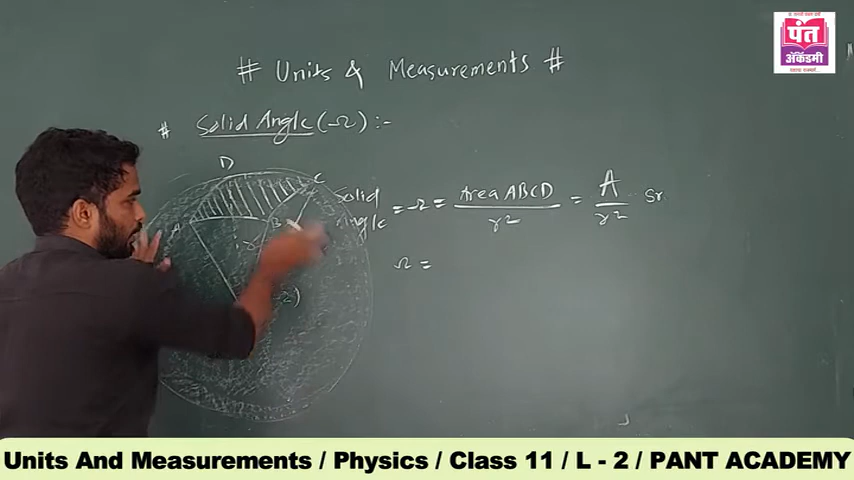 पंत
अ‍ॅकॅडमी
# Units & Measurements #
# Solid Angle (Ω) :-
D
C
A
B
r
Solid Angle = Ω = Area ABCD / r² = A / r² Sr
Ω =
Units And Measurements / Physics / Class 11 / L - 2 / PANT ACADEMY